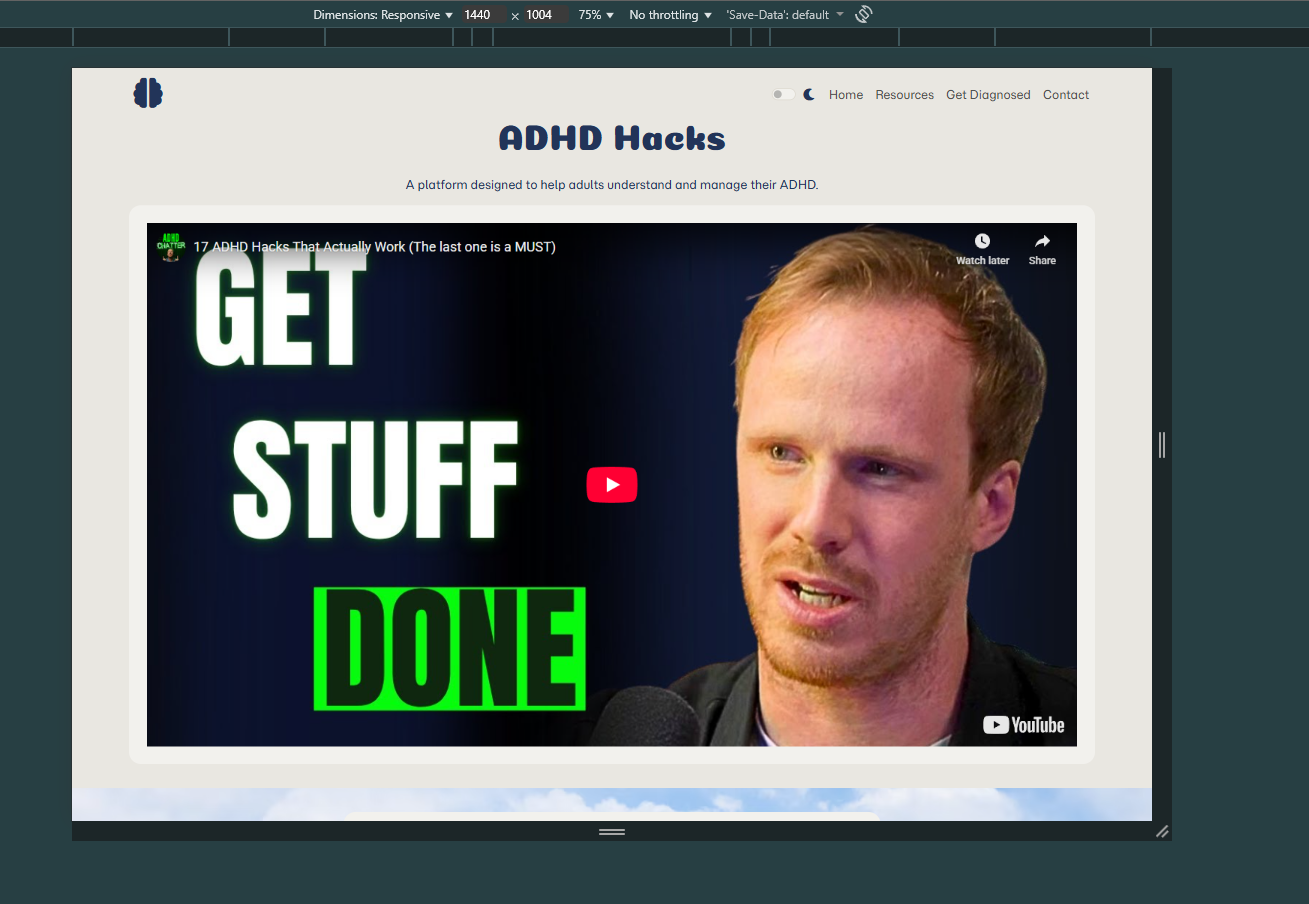 Dimensions: Responsive 1440 × 1004 75% No throttling 'Save-Data': default
Home Resources Get Diagnosed Contact
ADHD Hacks
A platform designed to help adults understand and manage their ADHD.
ADHD
CHATTER
17 ADHD Hacks That Actually Work (The last one is a MUST)
Watch later
Share
GET
STUFF
DONE
YouTube